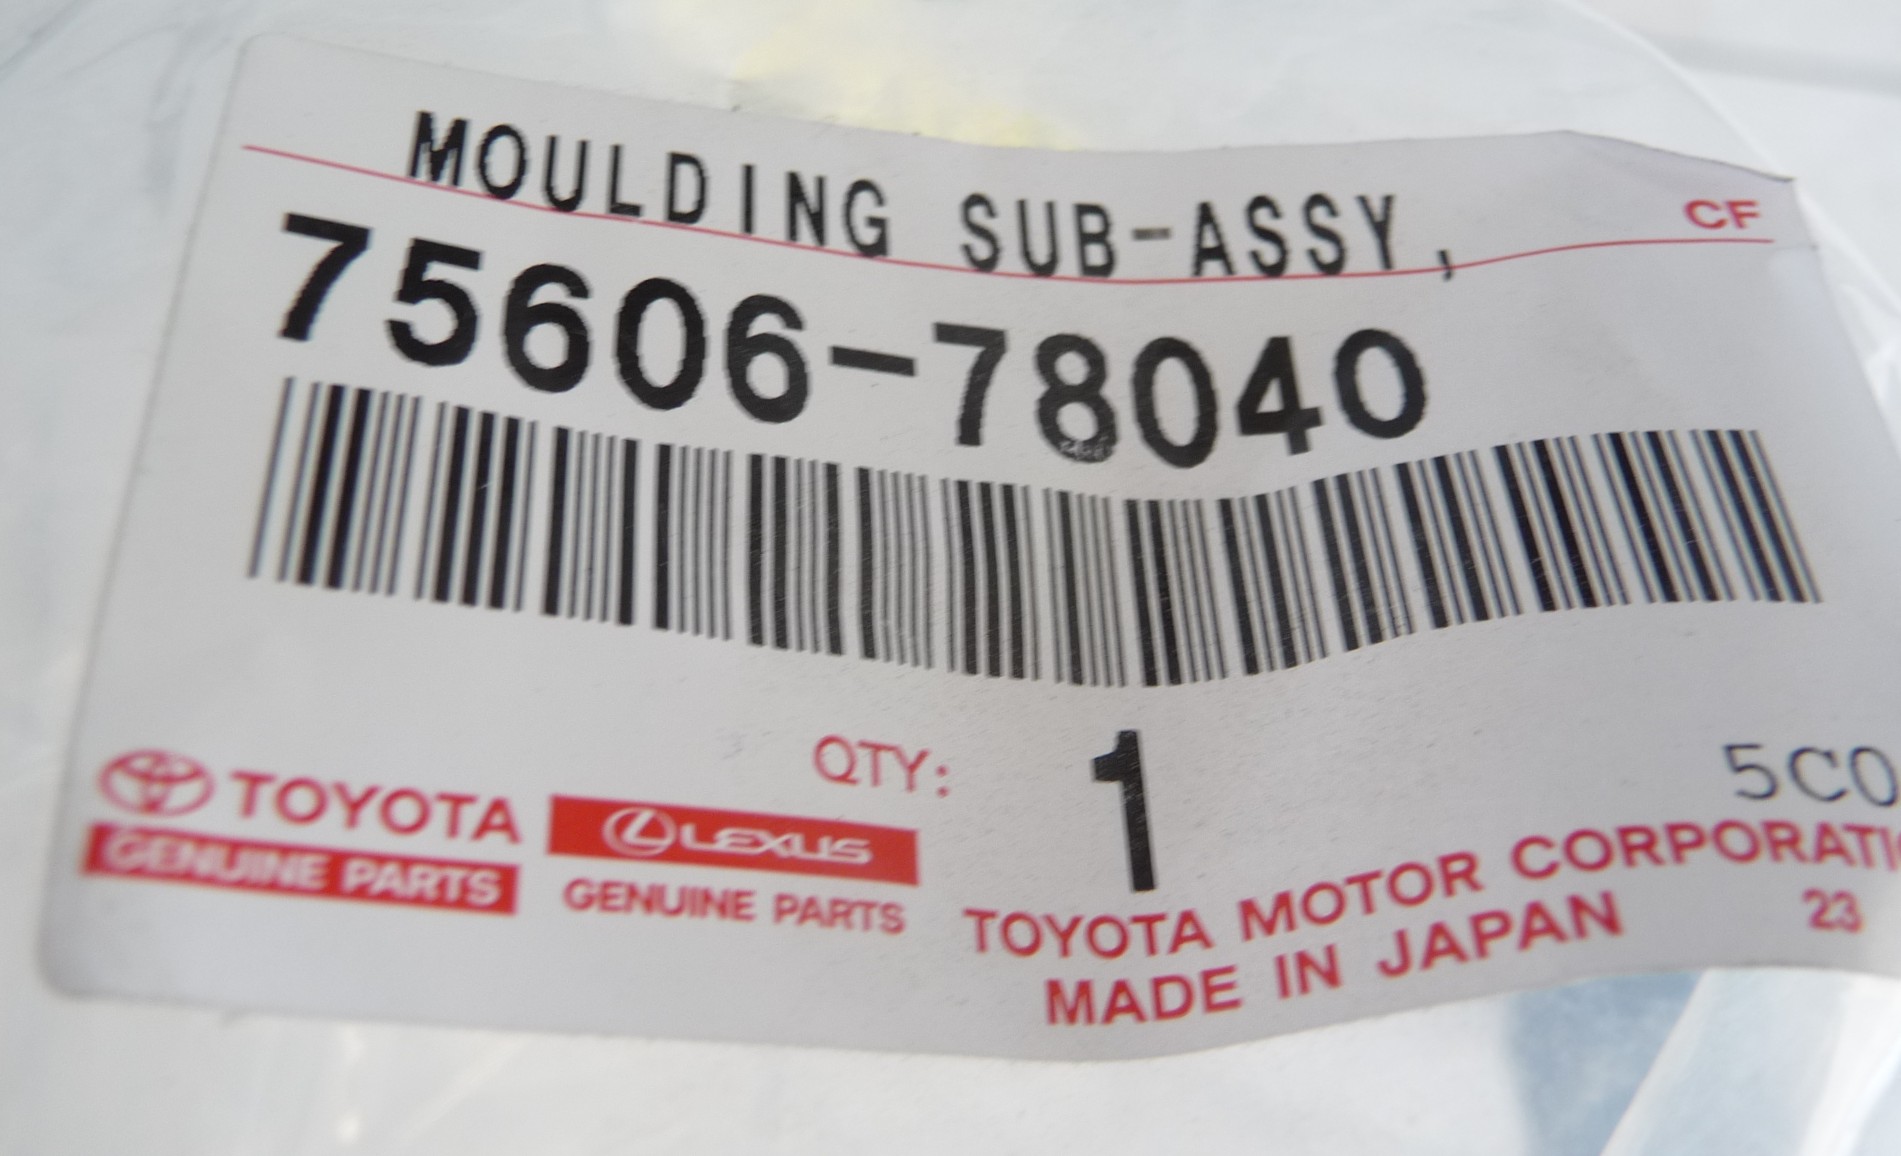 MOULDING SUB-ASSY,
CF
75606-78040
QTY: 1
5C0
TOYOTA
GENUINE PARTS
LEXUS
GENUINE PARTS
TOYOTA MOTOR CORPORATI
MADE IN JAPAN
23